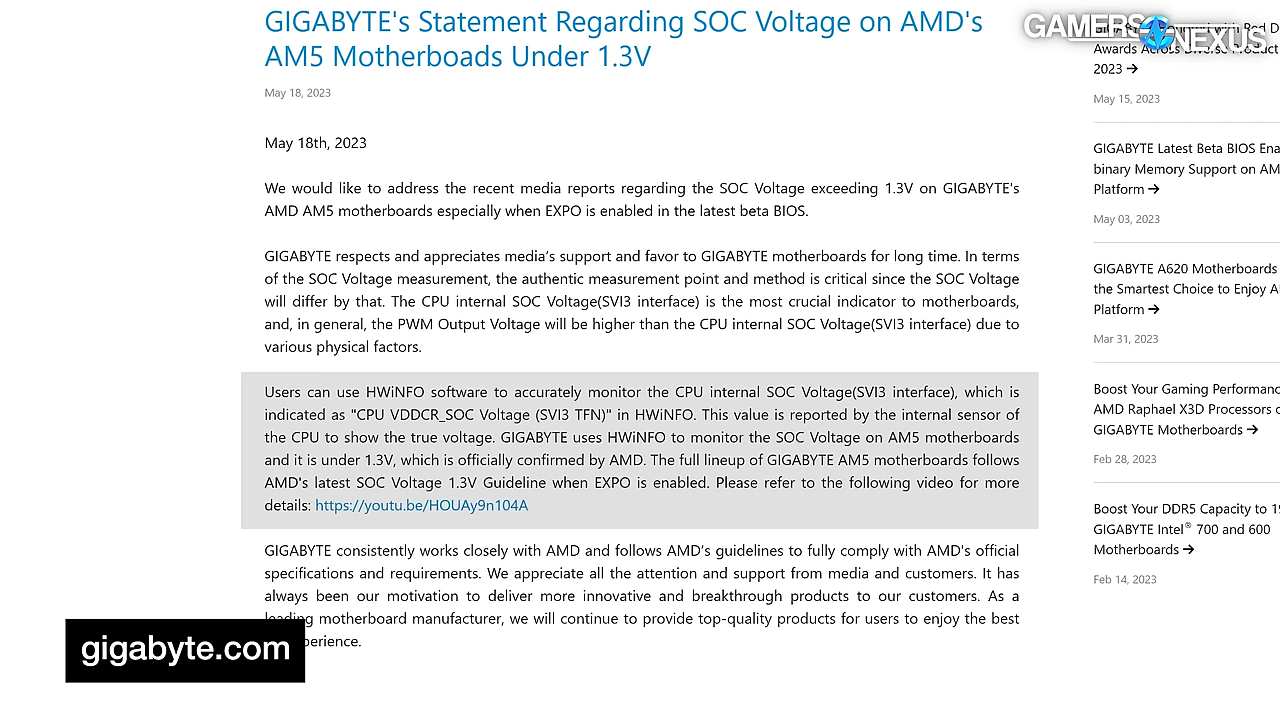 GIGABYTE's Statement Regarding SOC Voltage on AMD's
AM5 Motherboads Under 1.3V
May 18, 2023
May 18th, 2023
We would like to address the recent media reports regarding the SOC Voltage exceeding 1.3V on GIGABYTE's
AMD AM5 motherboards especially when EXPO is enabled in the latest beta BIOS.
GIGABYTE respects and appreciates media's support and favor to GIGABYTE motherboards for long time. In terms
of the SOC Voltage measurement, the authentic measurement point and method is critical since the SOC Voltage
will differ by that. The CPU internal SOC Voltage(SVI3 interface) is the most crucial indicator to motherboards,
and, in general, the PWM Output Voltage will be higher than the CPU internal SOC Voltage(SVI3 interface) due to
various physical factors.
Users can use HWiNFO software to accurately monitor the CPU internal SOC Voltage(SVI3 interface), which is
indicated as "CPU VDDCR_SOC Voltage (SVI3 TFN)" in HWiNFO. This value is reported by the internal sensor of
the CPU to show the true voltage. GIGABYTE uses HWiNFO to monitor the SOC Voltage on AM5 motherboards
and it is under 1.3V, which is officially confirmed by AMD. The full lineup of GIGABYTE AM5 motherboards follows
AMD's latest SOC Voltage 1.3V Guideline when EXPO is enabled. Please refer to the following video for more
details: https://youtu.be/HOUAy9n104A
GIGABYTE consistently works closely with AMD and follows AMD's guidelines to fully comply with AMD's official
specifications and requirements. We appreciate all the attention and support from media and customers. It has
always been our motivation to deliver more innovative and breakthrough products to our customers. As a
leading motherboard manufacturer, we will continue to provide top-quality products for users to enjoy the best
perience.
gigabyte.com
GAMERS NEXUS
Awards Across Diverse Product
2023 →
May 15, 2023
GIGABYTE Latest Beta BIOS Ena
binary Memory Support on AM
Platform →
May 03, 2023
GIGABYTE A620 Motherboards
the Smartest Choice to Enjoy A
Platform →
Mar 31, 2023
Boost Your Gaming Performanc
AMD Raphael X3D Processors o
GIGABYTE Motherboards →
Feb 28, 2023
Boost Your DDR5 Capacity to 19
GIGABYTE Intel® 700 and 600
Motherboards →
Feb 14, 2023